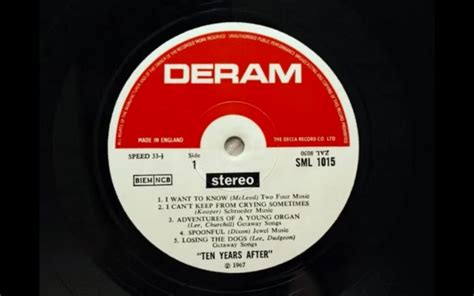 DERAM
MADE IN ENGLAND
THE DECCA RECORD CO. LTD
SPEED 33⅓
Side
1
ZAL 8050
SML 1015
BIEM NCB
stereo
1. I WANT TO KNOW (McLeod) Two Four Music
2. I CAN'T KEEP FROM CRYING SOMETIMES
(Kooper) Schroeder Music
3. ADVENTURES OF A YOUNG ORGAN
(Lee, Churchill) Getaway Songs
4. SPOONFUL (Dixon) Jewel Music
5. LOSING THE DOGS (Lee, Dudgeon)
Getaway Songs
"TEN YEARS AFTER"
℗ 1967